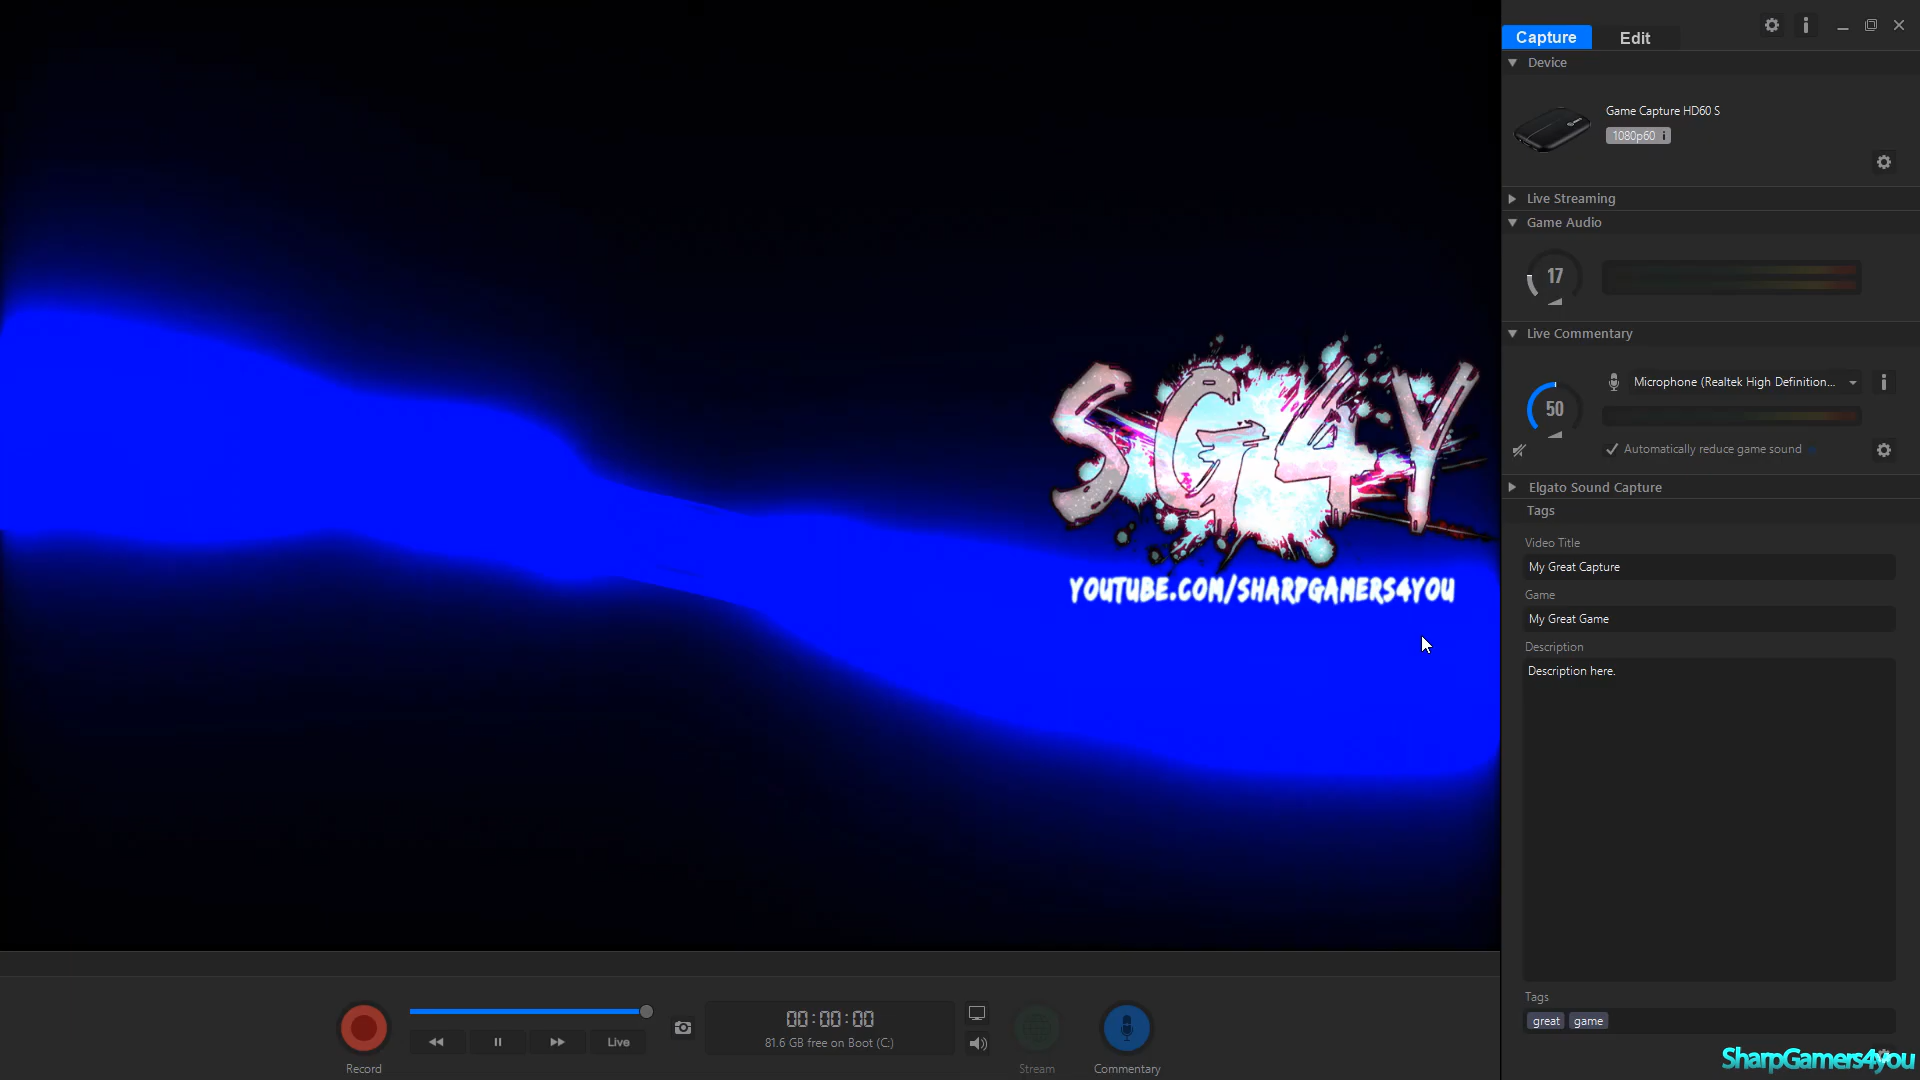 Capture
Edit
Device
Game Capture HD60 S
1080p60 i
Live Streaming
Game Audio
17
Live Commentary
Microphone (Realtek High Definition...
50
Automatically reduce game sound
Elgato Sound Capture
Tags
Video Title
My Great Capture
Game
My Great Game
Description
Description here.
Tags
great game
SG4Y
YOUTUBE.COM/SHARPGAMERS4YOU
00:00:00
81.6 GB free on Boot (C:)
Live
Record
Stream
Commentary
SharpGamers4you